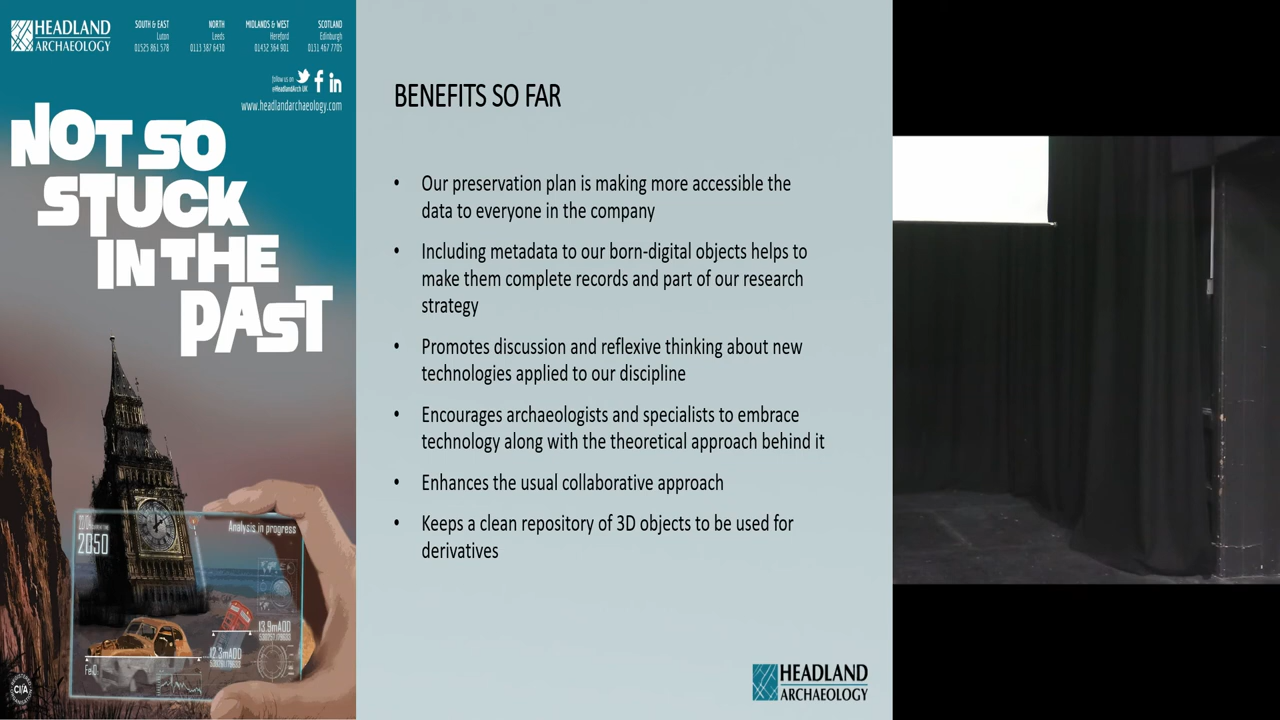 HEADLAND
ARCHAEOLOGY
SOUTH & EAST
Luton
01525 861 578
NORTH
Leeds
0113 387 6430
MIDLANDS & WEST
Hereford
01432 364 901
SCOTLAND
Edinburgh
0131 467 7705
follow us on
@HeadlandArch UK
www.headlandarchaeology.com
NOT SO
STUCK
IN THE
PAST
2050
Analysis in progress
13.9mAOD
12.3mAOD
CIfA
BENEFITS SO FAR
• Our preservation plan is making more accessible the
data to everyone in the company
• Including metadata to our born-digital objects helps to
make them complete records and part of our research
strategy
• Promotes discussion and reflexive thinking about new
technologies applied to our discipline
• Encourages archaeologists and specialists to embrace
technology along with the theoretical approach behind it
• Enhances the usual collaborative approach
• Keeps a clean repository of 3D objects to be used for
derivatives
HEADLAND
ARCHAEOLOGY